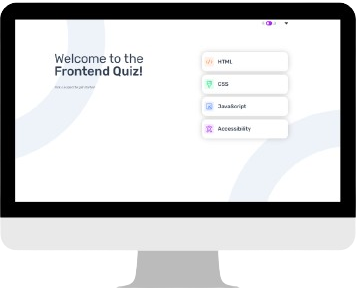 Welcome to the
Frontend Quiz!
Pick a subject to get started.
HTML
CSS
JavaScript
Accessibility